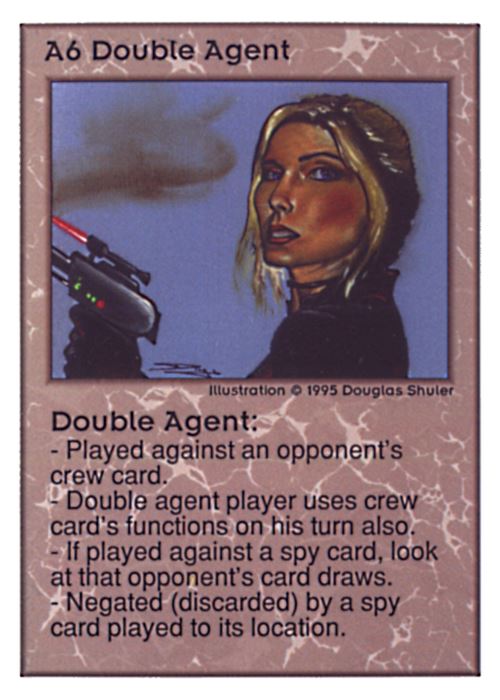 A6 Double Agent
Illustration © 1995 Douglas Shuler
Double Agent:
- Played against an opponent's
crew card.
- Double agent player uses crew
card's functions on his turn also.
- If played against a spy card, look
at that opponent's card draws.
- Negated (discarded) by a spy
card played to its location.